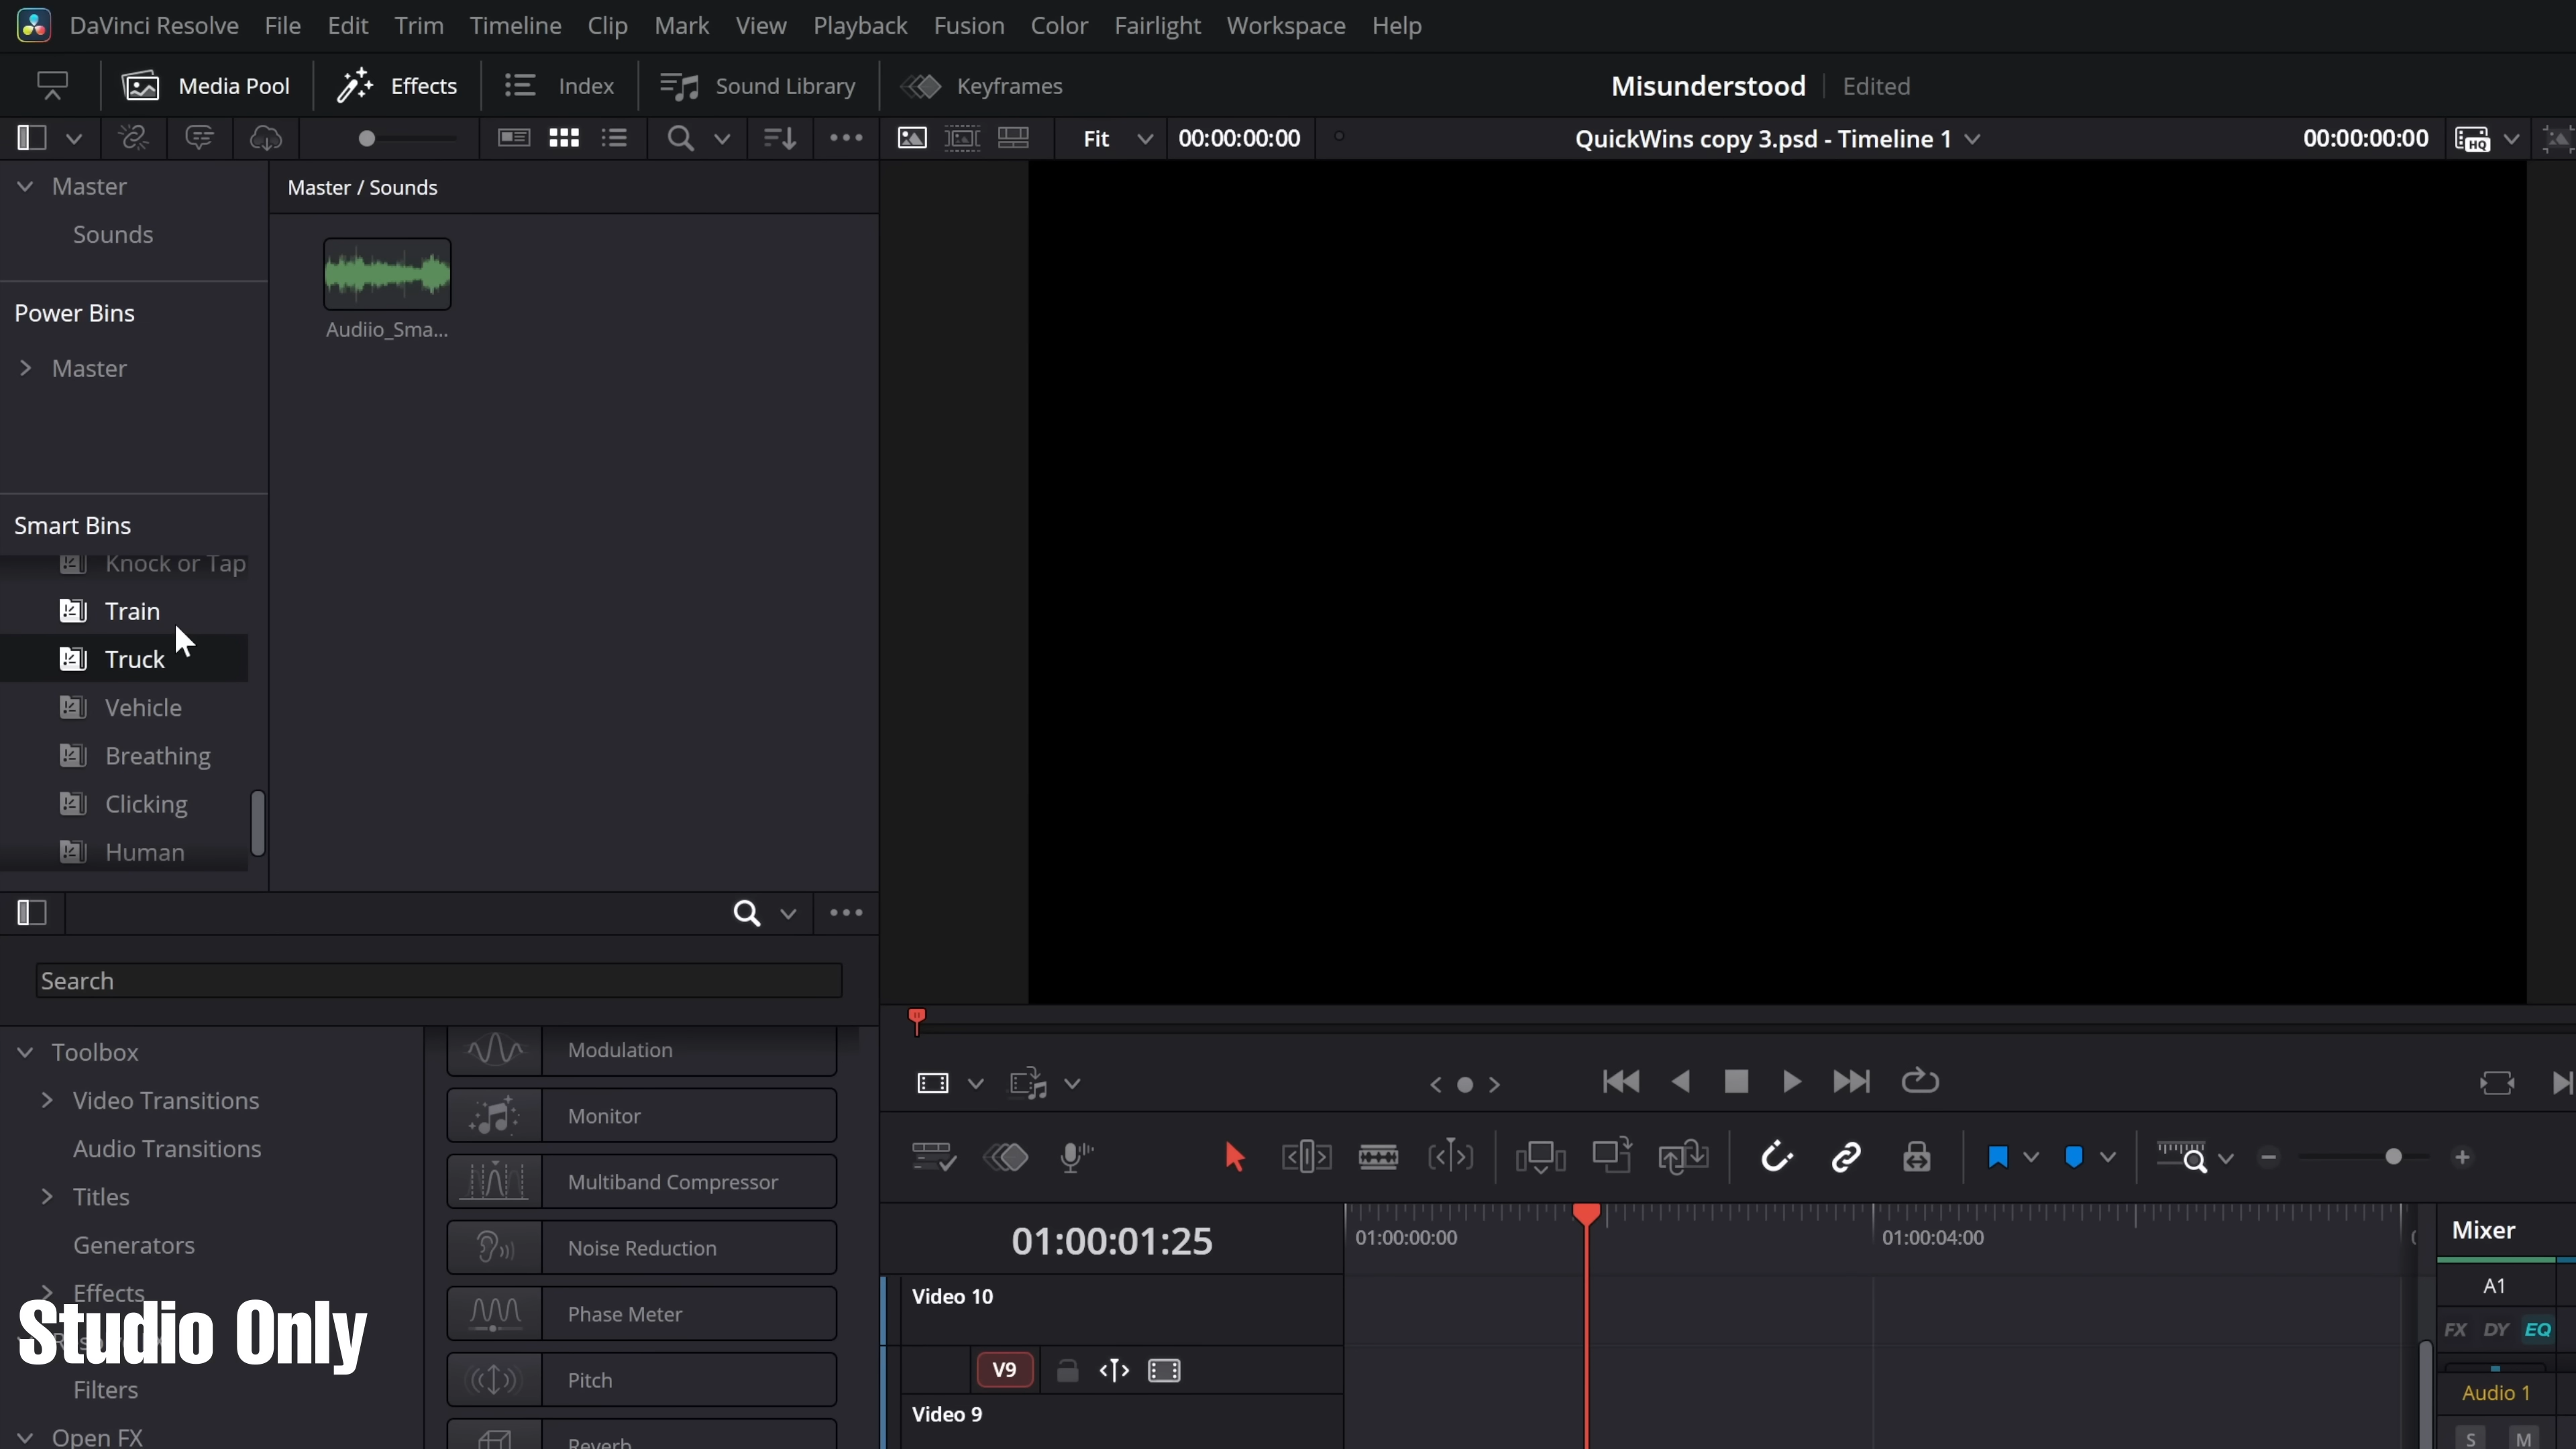 DaVinci Resolve File Edit Trim Timeline Clip Mark View Playback Fusion Color Fairlight Workspace Help
Media Pool Effects Index Sound Library Keyframes
Misunderstood Edited
Fit 00:00:00:00
QuickWins copy 3.psd - Timeline 1
00:00:00:00
HQ
Master
Sounds
Master / Sounds
Audiio_Sma...
Power Bins
Master
Smart Bins
Knock or Tap
Train
Truck
Vehicle
Breathing
Clicking
Human
Search
Toolbox
Video Transitions
Audio Transitions
Titles
Generators
Effects
Studio Only
Filters
Open FX
Modulation
Monitor
Multiband Compressor
Noise Reduction
Phase Meter
Pitch
Reverb
01:00:01:25
01:00:00:00
01:00:04:00
Video 10
V9
Video 9
Mixer
A1
FX DY EQ
Audio 1
S M